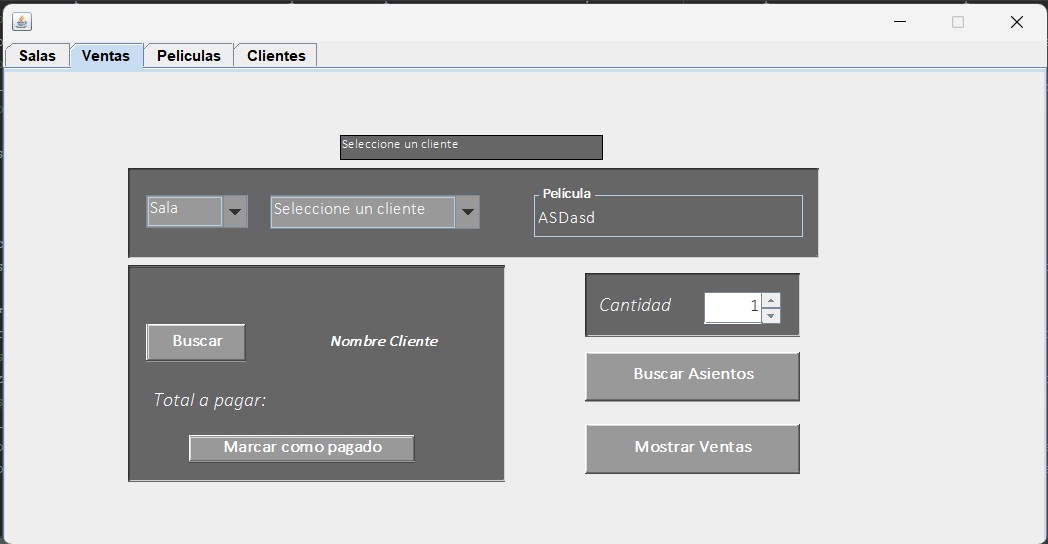 Salas
Ventas
Peliculas
Clientes
Seleccione un cliente
Sala
Seleccione un cliente
Película
ASDasd
Cantidad
1
Buscar
Nombre Cliente
Buscar Asientos
Total a pagar:
Marcar como pagado
Mostrar Ventas